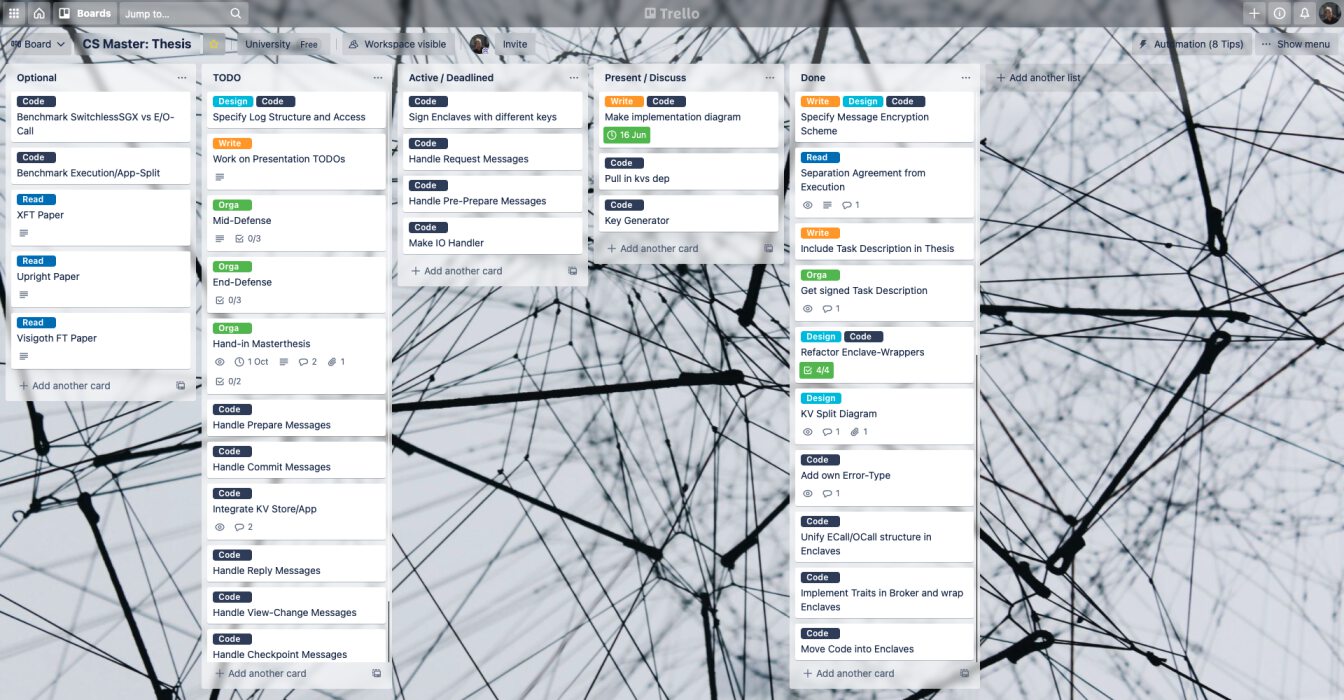 Boards
Jump to...
Trello
Board
CS Master: Thesis
University Free
Workspace visible
Invite
Automation (8 Tips)
Show menu
Optional
Code
Benchmark SwitchlessSGX vs E/O-
Call
Code
Benchmark Execution/App-Split
Read
XFT Paper
Read
Upright Paper
Read
Visigoth FT Paper
Add another card
TODO
Design Code
Specify Log Structure and Access
Write
Work on Presentation TODOs
Orga
Mid-Defense
0/3
Orga
End-Defense
0/3
Orga
Hand-in Masterthesis
1 Oct 2 1
0/2
Code
Handle Prepare Messages
Code
Handle Commit Messages
Code
Integrate KV Store/App
2
Code
Handle Reply Messages
Code
Handle View-Change Messages
Code
Handle Checkpoint Messages
Add another card
Active / Deadlined
Code
Sign Enclaves with different keys
Code
Handle Request Messages
Code
Handle Pre-Prepare Messages
Code
Make IO Handler
Add another card
Present / Discuss
Write Code
Make implementation diagram
16 Jun
Code
Pull in kvs dep
Code
Key Generator
Add another card
Done
Write Design Code
Specify Message Encryption
Scheme
Read
Separation Agreement from
Execution
1
Write
Include Task Description in Thesis
Orga
Get signed Task Description
1
Design Code
Refactor Enclave-Wrappers
4/4
Design
KV Split Diagram
1 1
Code
Add own Error-Type
1
Code
Unify ECall/OCall structure in
Enclaves
Code
Implement Traits in Broker and wrap
Enclaves
Code
Move Code into Enclaves
Add another card
Add another list